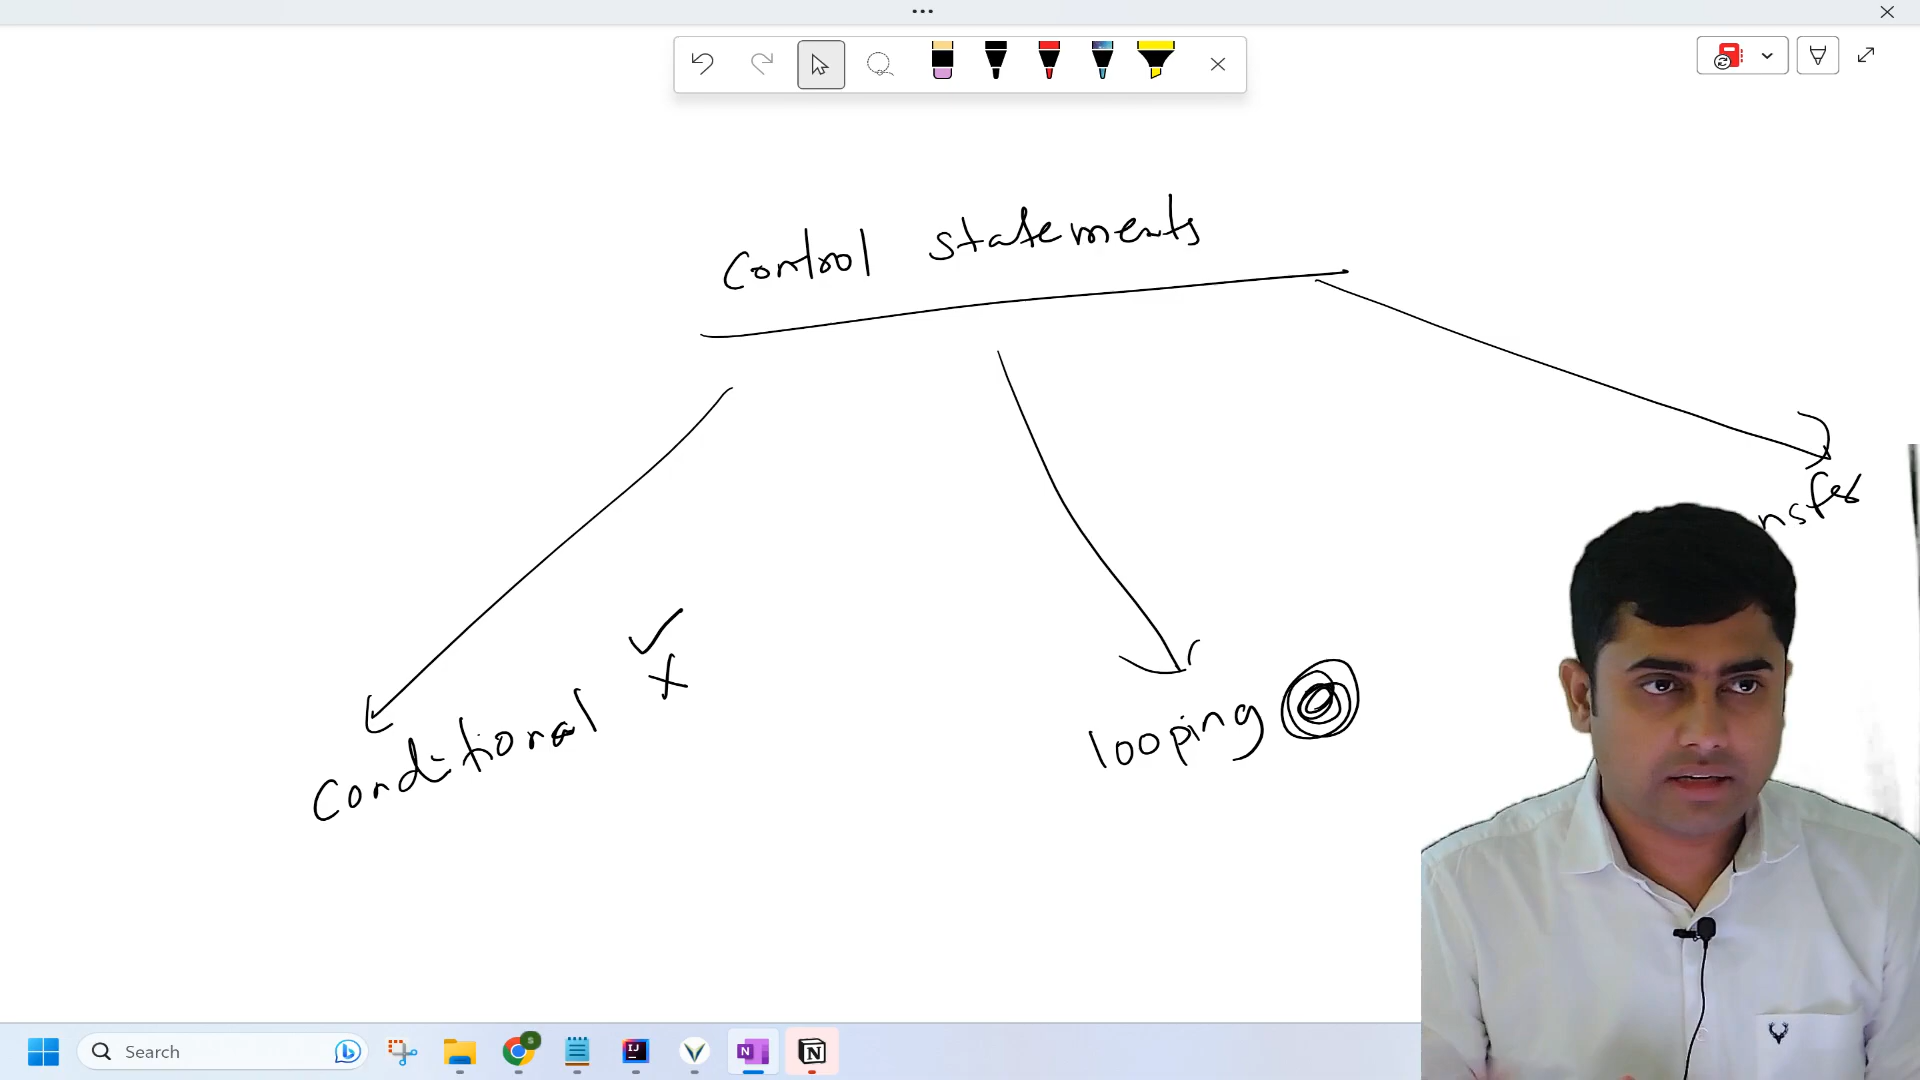 Control statements
nsfer
Conditional
looping
Search